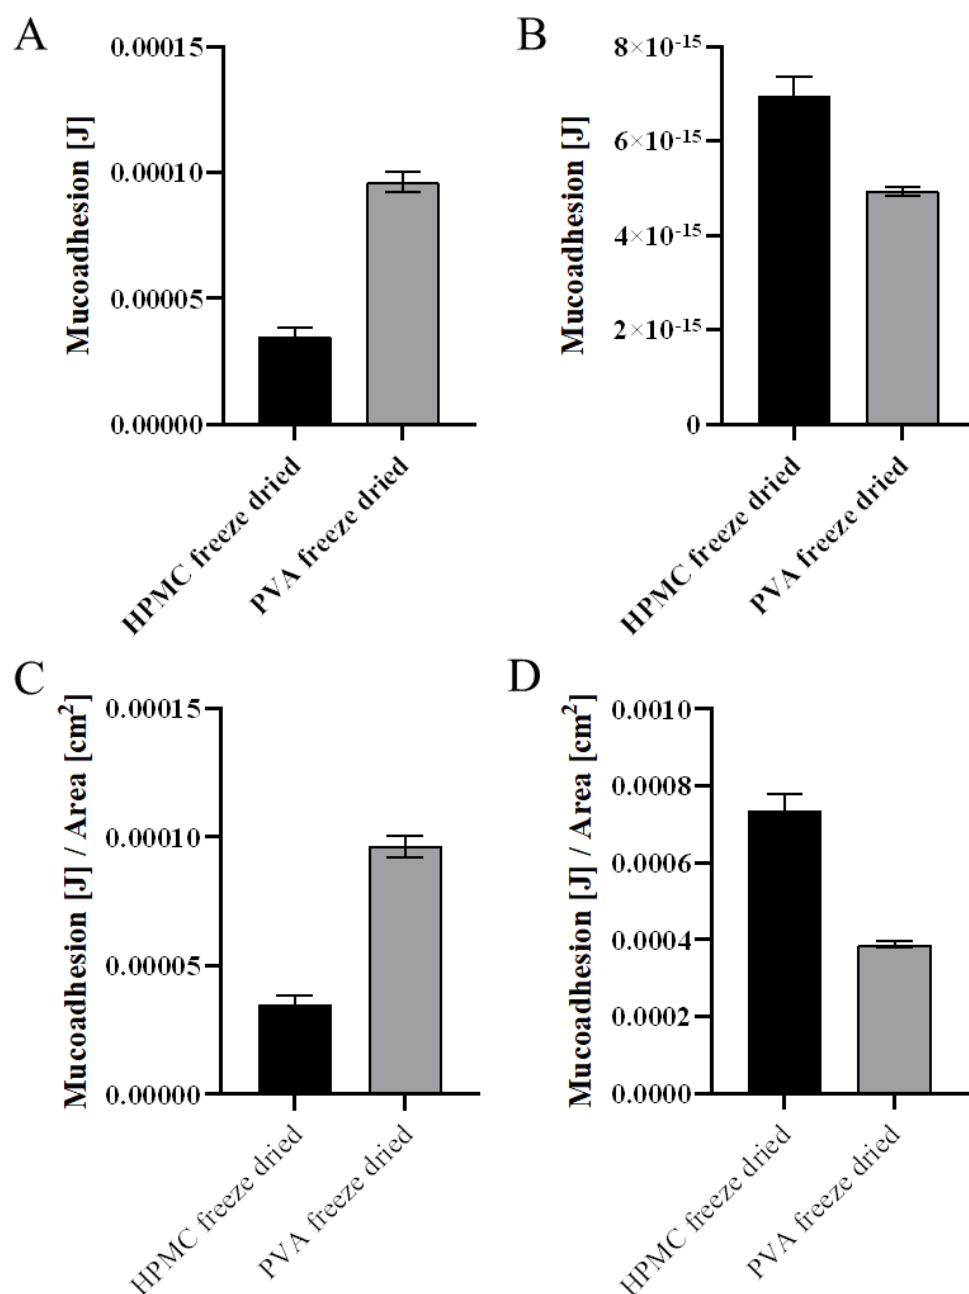 A
Mucoadhesion [J]
0.00015
0.00010
0.00005
0.00000
HPMC freeze dried
PVA freeze dried
B
Mucoadhesion [J]
8×10⁻¹⁵
6×10⁻¹⁵
4×10⁻¹⁵
2×10⁻¹⁵
0
HPMC freeze dried
PVA freeze dried
C
Mucoadhesion [J] / Area [cm²]
0.00015
0.00010
0.00005
0.00000
HPMC freeze dried
PVA freeze dried
D
Mucoadhesion [J] / Area [cm²]
0.0010
0.0008
0.0006
0.0004
0.0002
0.0000
HPMC freeze dried
PVA freeze dried